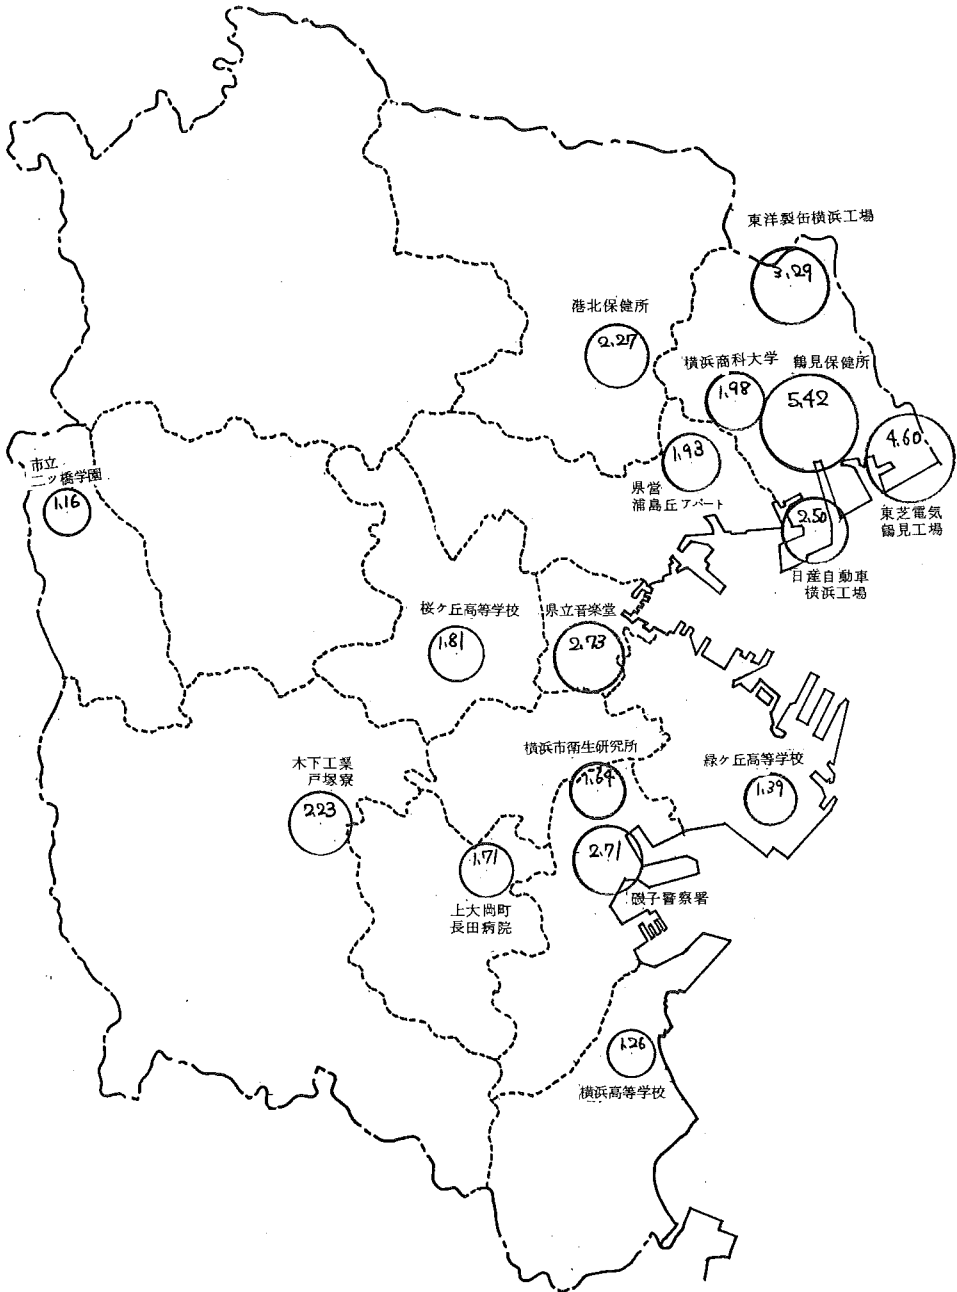 東洋製缶横浜工場
3.29
港北保健所
2.27
横浜商科大学
1.98
鶴見保健所
5.42
4.60
東芝電気
鶴見工場
1.93
県営
浦島丘アパート
2.50
日産自動車
横浜工場
市立
二ッ橋学園
1.16
桜ケ丘高等学校
1.81
県立音楽堂
2.73
横浜市衛生研究所
1.64
緑ケ丘高等学校
1.39
木下工業
戸塚寮
2.23
1.71
上大岡町
長田病院
2.71
磯子警察署
1.26
横浜高等学校